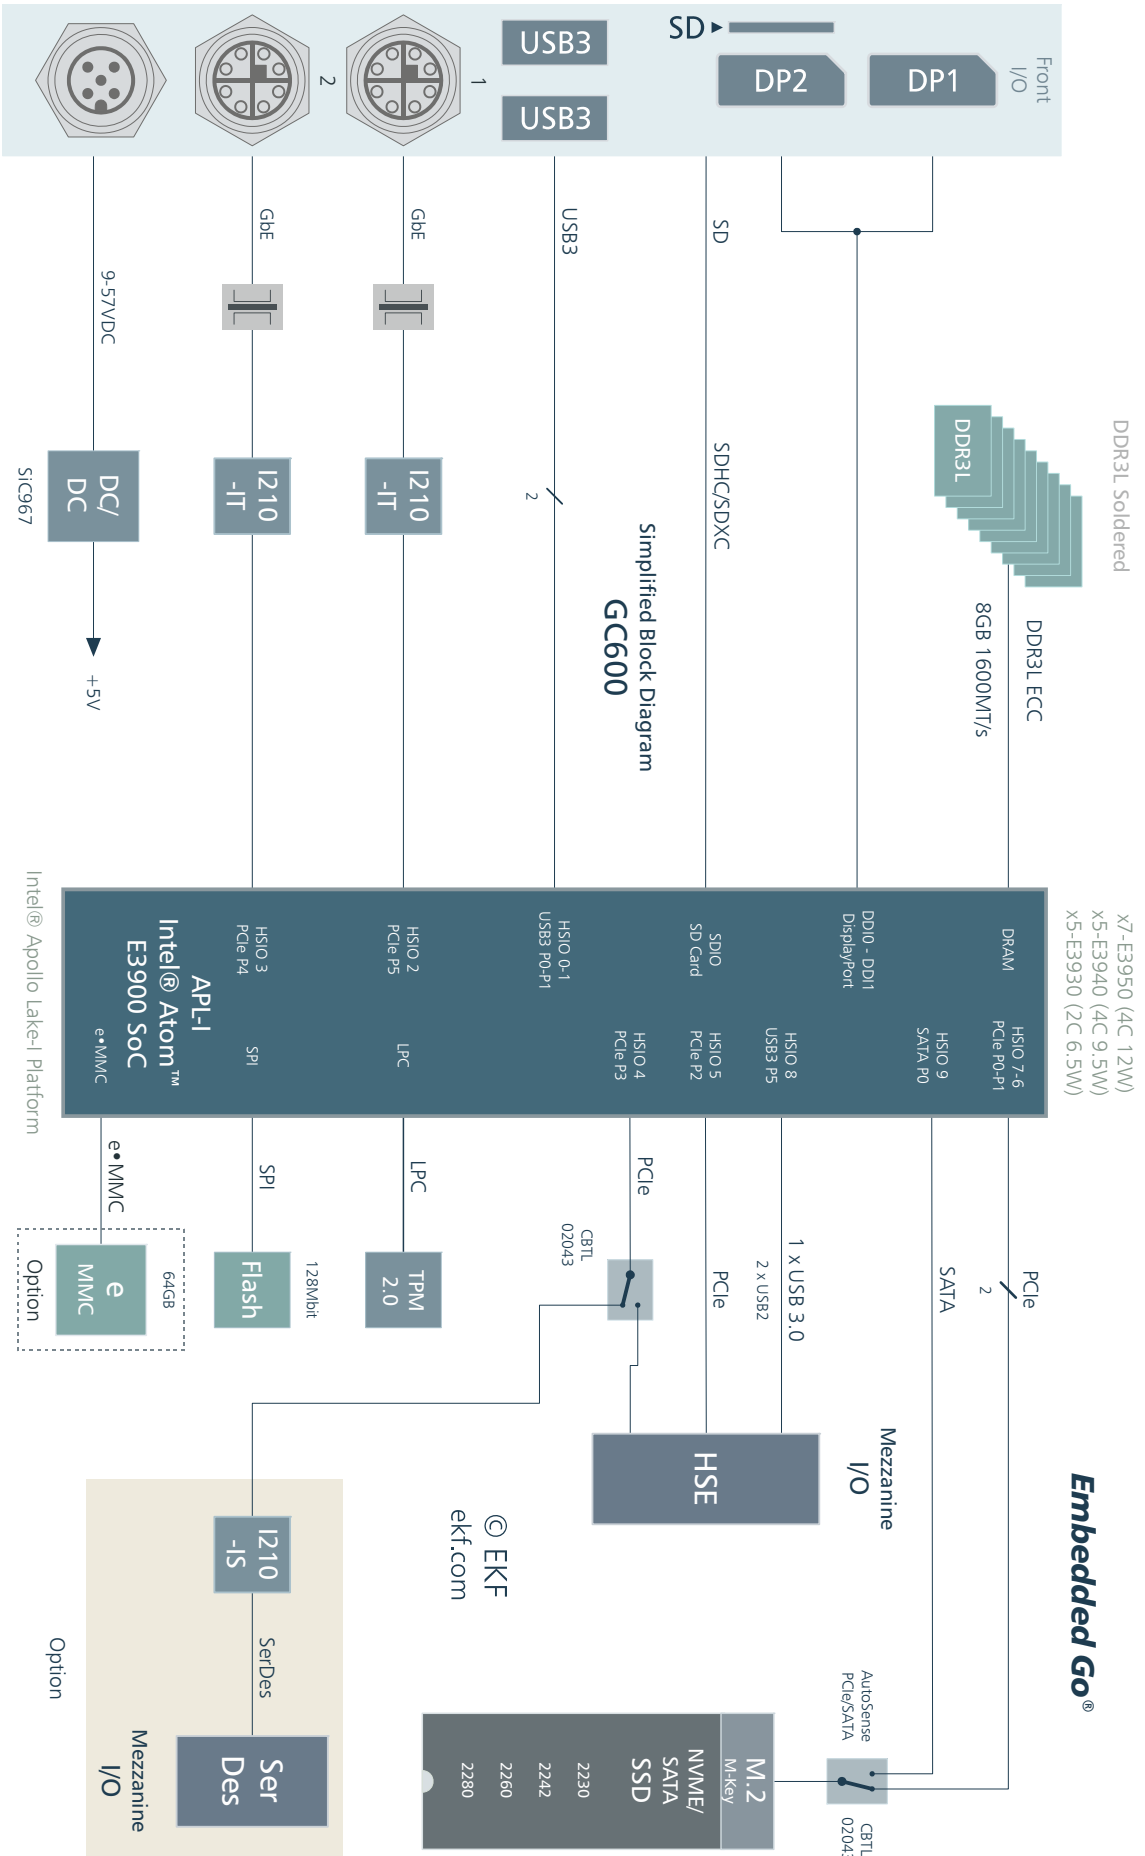 Front
I/O
DP1
DP2
SD
USB3
USB3
1
2
SD
USB3
GbE
GbE
9-57VDC
DDR3L Soldered
DDR3L
DDR3L ECC
8GB 1600MT/s
SDHC/SDXC
2
I210
-IT
I210
-IT
DC/
DC
SiC967
+5V
Simplified Block Diagram
GC600
x7-E3950 (4C 12W)
x5-E3940 (4C 9.5W)
x5-E3930 (2C 6.5W)
DRAM
DDI0 - DDI1
DisplayPort
SDIO
SD Card
HSIO 0-1
USB3 P0-P1
HSIO 2
PCIe P5
HSIO 3
PCIe P4
APL-I
Intel® Atom™
E3900 SoC
HSIO 7-6
PCIe P0-P1
HSIO 9
SATA P0
HSIO 8
USB3 P5
HSIO 5
PCIe P2
HSIO 4
PCIe P3
LPC
SPI
e•MMC
Intel® Apollo Lake-I Platform
PCIe
2
SATA
1 x USB 3.0
2 x USB2
PCIe
PCIe
CBTL
02043
LPC
TPM
2.0
SPI
128Mbit
Flash
e•MMC
64GB
e
MMC
Option
Mezzanine
I/O
HSE
Embedded Go®
© EKF
ekf.com
I210
-IS
SerDes
Ser
Des
Mezzanine
I/O
Option
AutoSense
PCIe/SATA
CBTL
M.2
M-Key
NVME/
SATA
SSD
2230
2242
2260
2280